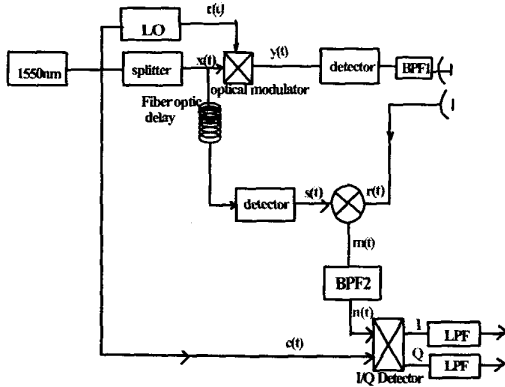 LO
c(t)
1550nm
splitter
x(t)
y(t)
detector
BPF1
optical modulator
Fiber optic
delay
detector
s(t)
r(t)
m(t)
BPF2
n(t)
c(t)
I
LPF
Q
LPF
I/Q Detector